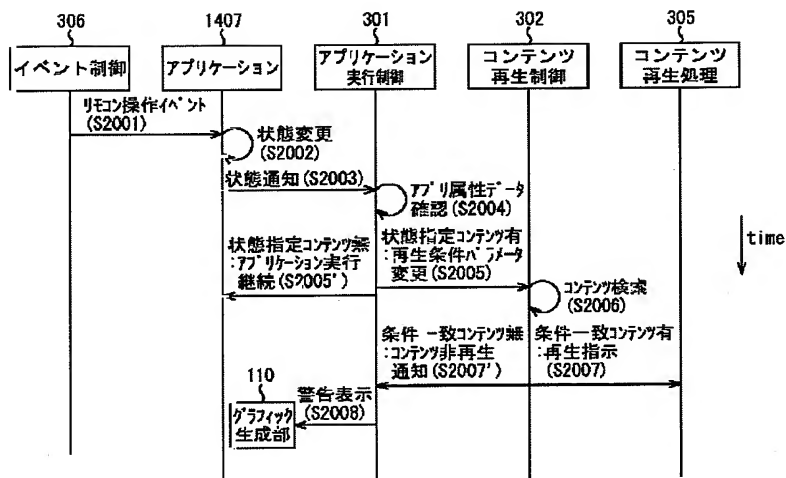 306
1407
301
302
305
イベント制御
アプリケーション
アプリケーション
実行制御
コンテンツ
再生制御
コンテンツ
再生処理
リモコン操作イベント
(S2001)
状態変更
(S2002)
状態通知(S2003)
アプリ属性データ
確認(S2004)
time
状態指定コンテンツ無
:アプリケーション実行
継続(S2005')
状態指定コンテンツ有
:再生条件パラメータ
変更(S2005)
コンテンツ検索
(S2006)
条件一致コンテンツ無
:コンテンツ非再生
通知(S2007')
条件一致コンテンツ有
:再生指示
(S2007)
110
グラフィック
生成部
警告表示
(S2008)